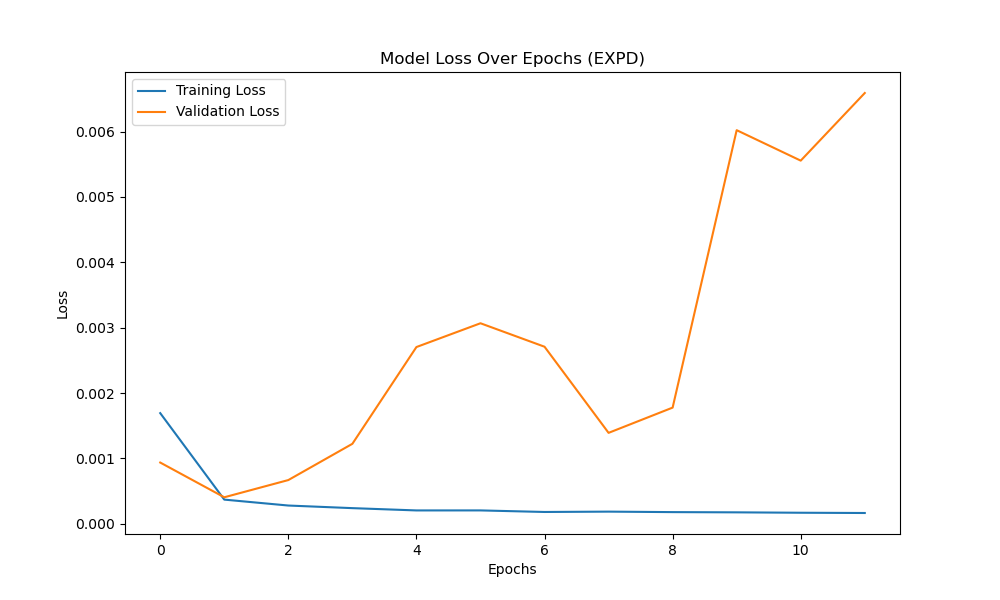 Model Loss Over Epochs (EXPD)
Training Loss
Validation Loss
0.006
0.005
0.004
0.003
0.002
0.001
0.000
Loss
0 2 4 6 8 10
Epochs